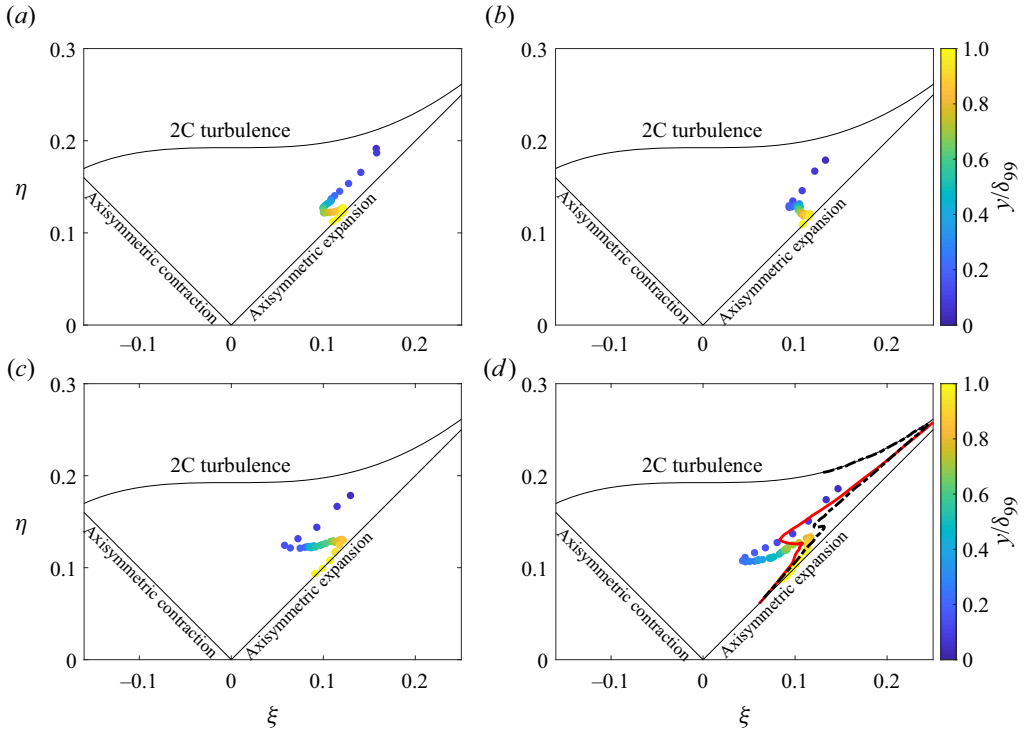 (a)
(b)
0.3
0.2
0.1
0
η
2C turbulence
Axisymmetric contraction
Axisymmetric expansion
–0.1
0
0.1
0.2
0.3
0.2
0.1
0
2C turbulence
Axisymmetric contraction
Axisymmetric expansion
–0.1
0
0.1
0.2
1.0
0.8
0.6
0.4
0.2
0
y/δ99
(c)
(d)
0.3
0.2
0.1
0
η
2C turbulence
Axisymmetric contraction
Axisymmetric expansion
–0.1
0
0.1
0.2
ξ
0.3
0.2
0.1
0
2C turbulence
Axisymmetric contraction
Axisymmetric expansion
–0.1
0
0.1
0.2
ξ
1.0
0.8
0.6
0.4
0.2
0
y/δ99